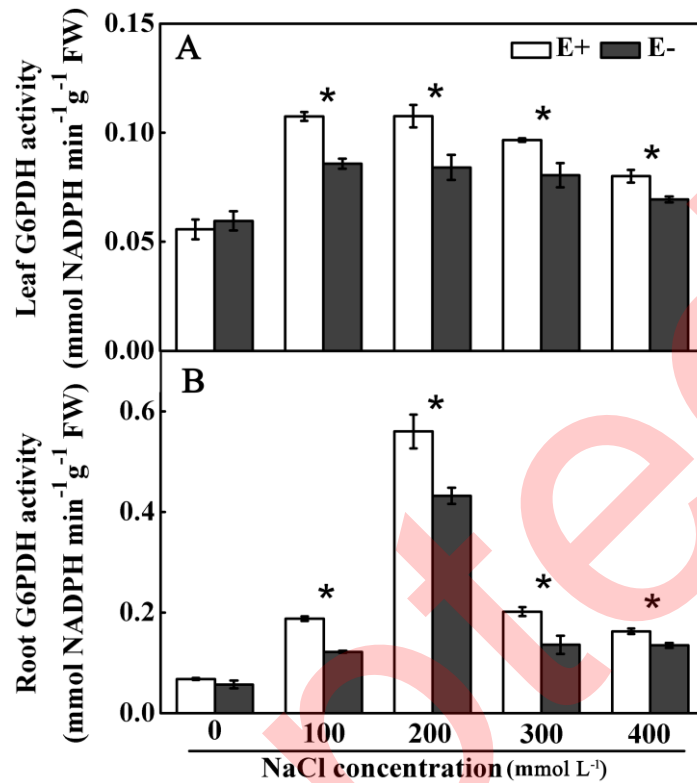 A
E+ E-
* * * *
0.15
0.10
0.05
0.00
Leaf G6PDH activity
(mmol NADPH min⁻¹g⁻¹ FW)
B
* * * *
0.6
0.4
0.2
0.0
Root G6PDH activity
(mmol NADPH min⁻¹g⁻¹ FW)
0 100 200 300 400
NaCl concentration (mmol L⁻¹)